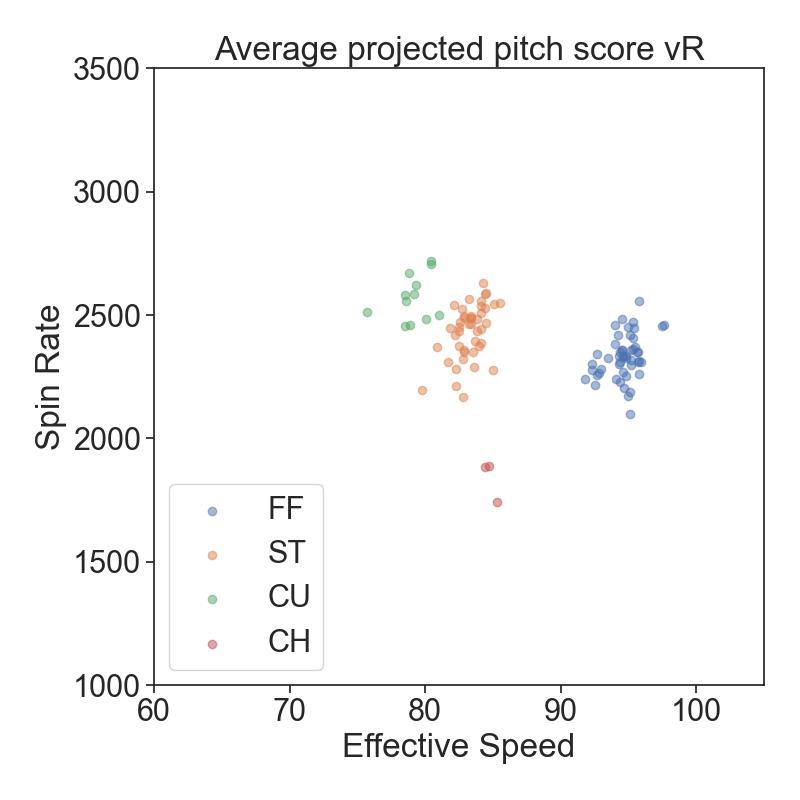 Average projected pitch score vR
3500
3000
2500
2000
1500
1000
Spin Rate
FF
ST
CU
CH
60 70 80 90 100
Effective Speed